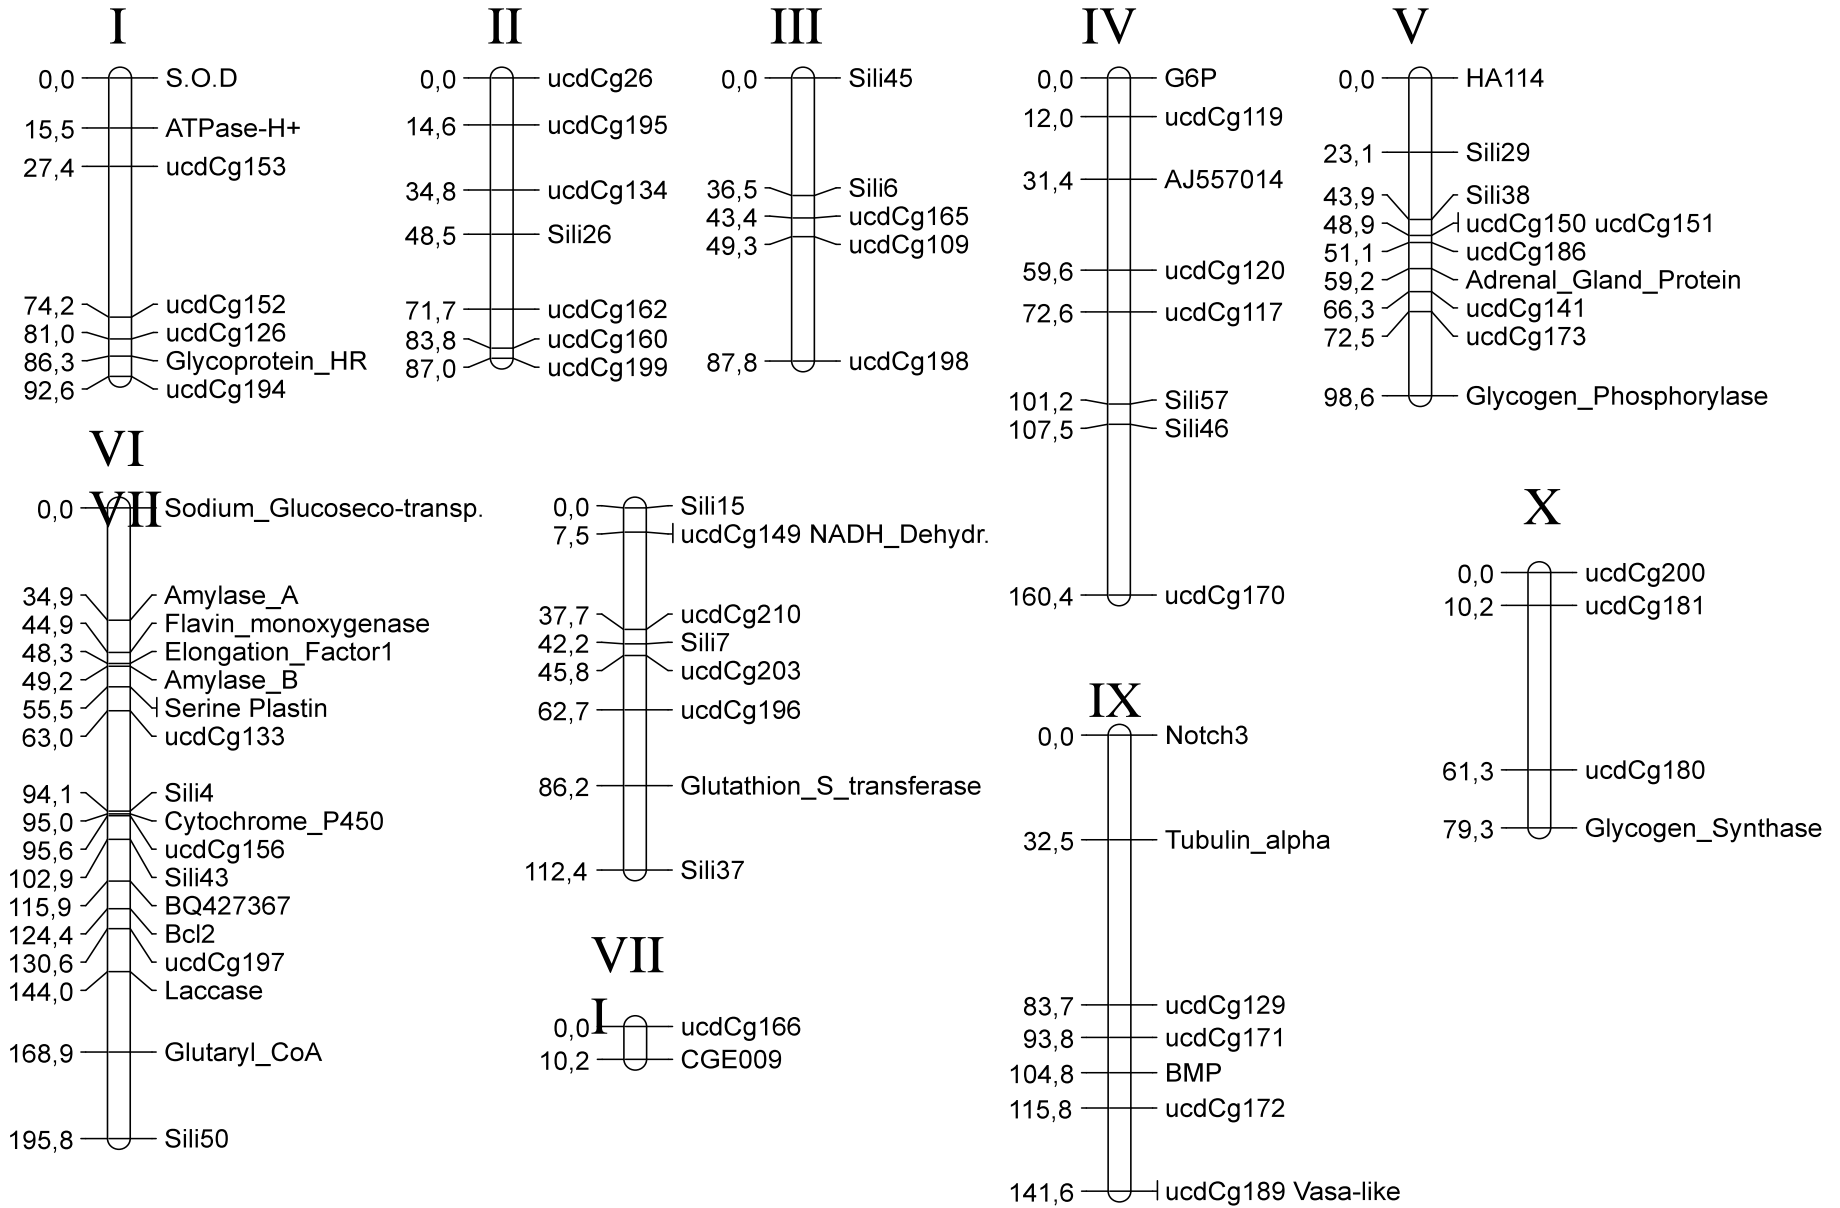 I
0,0 S.O.D
15,5 ATPase-H+
27,4 ucdCg153
74,2 ucdCg152
81,0 ucdCg126
86,3 Glycoprotein_HR
92,6 ucdCg194
II
0,0 ucdCg26
14,6 ucdCg195
34,8 ucdCg134
48,5 Sili26
71,7 ucdCg162
83,8 ucdCg160
87,0 ucdCg199
III
0,0 Sili45
36,5 Sili6
43,4 ucdCg165
49,3 ucdCg109
87,8 ucdCg198
IV
0,0 G6P
12,0 ucdCg119
31,4 AJ557014
59,6 ucdCg120
72,6 ucdCg117
101,2 Sili57
107,5 Sili46
160,4 ucdCg170
V
0,0 HA114
23,1 Sili29
43,9 Sili38
48,9 ucdCg150 ucdCg151
51,1 ucdCg186
59,2 Adrenal_Gland_Protein
66,3 ucdCg141
72,5 ucdCg173
98,6 Glycogen_Phosphorylase
VI
VII
0,0 Sodium_Glucoseco-transp.
34,9 Amylase_A
44,9 Flavin_monoxygenase
48,3 Elongation_Factor1
49,2 Amylase_B
55,5 Serine Plastin
63,0 ucdCg133
94,1 Sili4
95,0 Cytochrome_P450
95,6 ucdCg156
102,9 Sili43
115,9 BQ427367
124,4 Bcl2
130,6 ucdCg197
144,0 Laccase
168,9 Glutaryl_CoA
195,8 Sili50
0,0 Sili15
7,5 ucdCg149 NADH_Dehydr.
37,7 ucdCg210
42,2 Sili7
45,8 ucdCg203
62,7 ucdCg196
86,2 Glutathion_S_transferase
112,4 Sili37
VII
I
0,0 ucdCg166
10,2 CGE009
IX
0,0 Notch3
32,5 Tubulin_alpha
83,7 ucdCg129
93,8 ucdCg171
104,8 BMP
115,8 ucdCg172
141,6 ucdCg189 Vasa-like
X
0,0 ucdCg200
10,2 ucdCg181
61,3 ucdCg180
79,3 Glycogen_Synthase